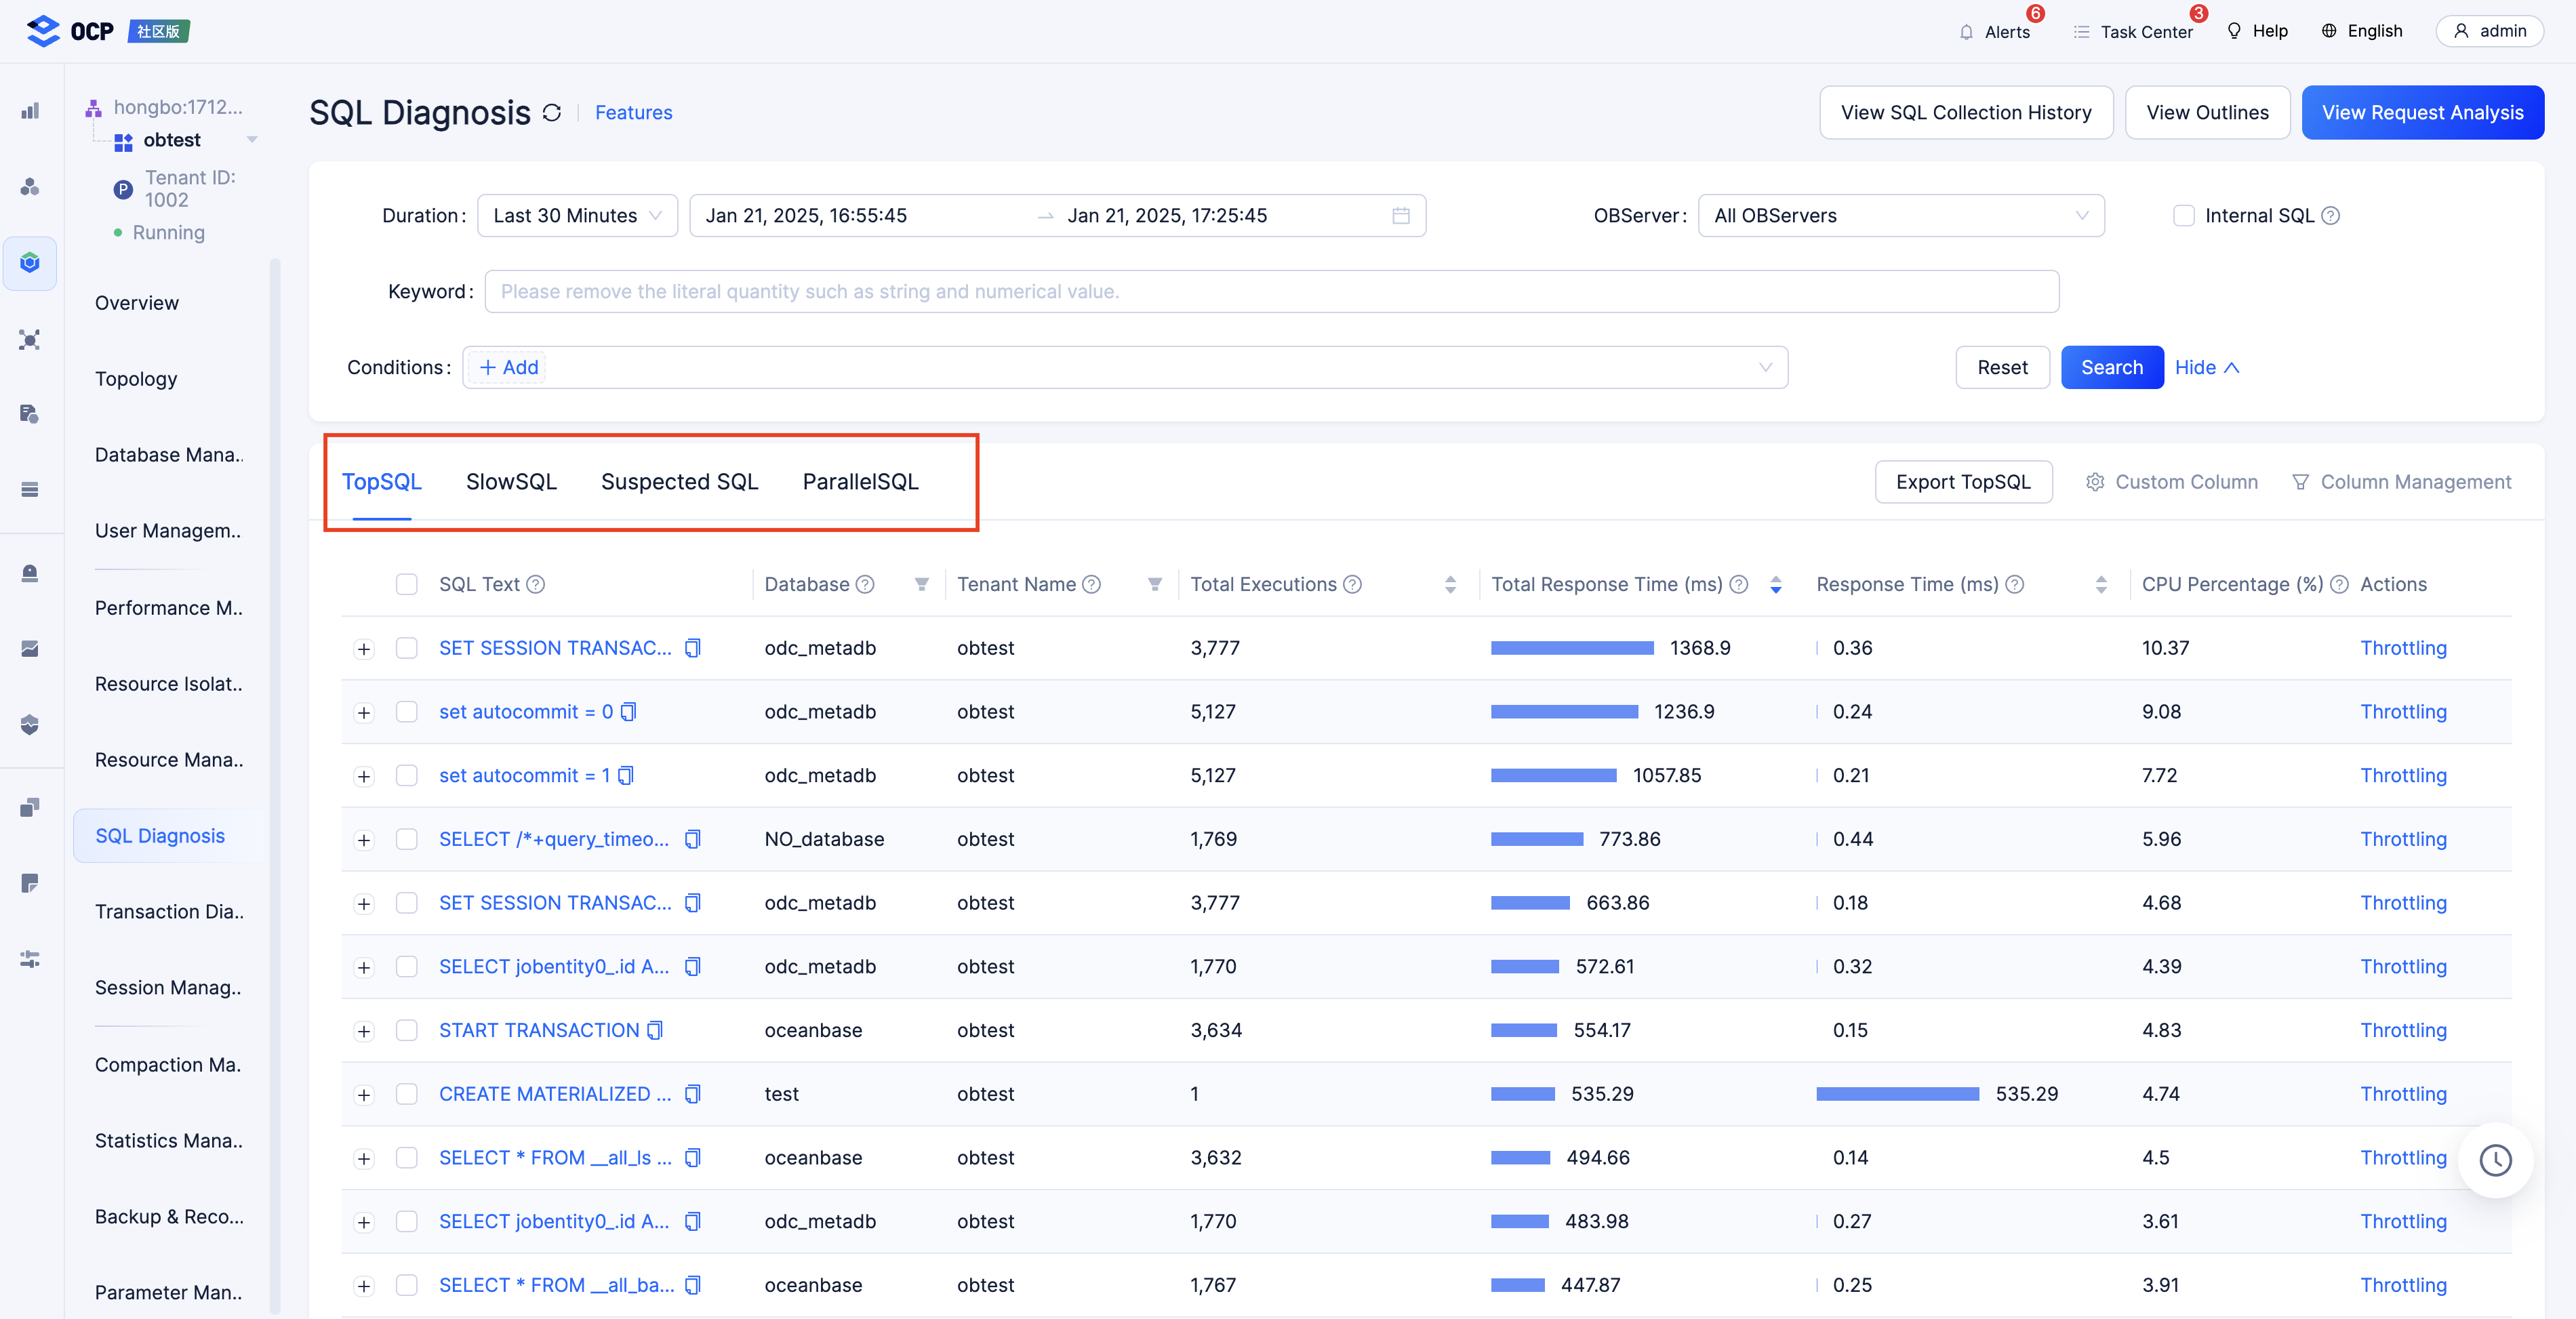 OCP 社区版
Alerts 6 Task Center 3 Help English admin
hongbo:1712...
obtest
P Tenant ID: 1002
Running
Overview
Topology
Database Mana..
User Managem..
Performance M..
Resource Isolat..
Resource Mana..
SQL Diagnosis
Transaction Dia..
Session Manag..
Compaction Ma.
Statistics Mana..
Backup & Reco...
Parameter Man..
SQL Diagnosis Features View SQL Collection History View Outlines View Request Analysis
Duration: Last 30 Minutes Jan 21, 2025, 16:55:45 → Jan 21, 2025, 17:25:45 OBServer: All OBServers Internal SQL ?
Keyword: Please remove the literal quantity such as string and numerical value.
Conditions: + Add Reset Search Hide
TopSQL SlowSQL Suspected SQL ParallelSQL Export TopSQL Custom Column Column Management
SQL Text ? Database ? Tenant Name ? Total Executions ? Total Response Time (ms) ? Response Time (ms) ? CPU Percentage (%) ? Actions
+ SET SESSION TRANSAC... odc_metadb obtest 3,777 1368.9 0.36 10.37 Throttling
+ set autocommit = 0 odc_metadb obtest 5,127 1236.9 0.24 9.08 Throttling
+ set autocommit = 1 odc_metadb obtest 5,127 1057.85 0.21 7.72 Throttling
+ SELECT /*+query_timeo... NO_database obtest 1,769 773.86 0.44 5.96 Throttling
+ SET SESSION TRANSAC... odc_metadb obtest 3,777 663.86 0.18 4.68 Throttling
+ SELECT jobentity0_.id A... odc_metadb obtest 1,770 572.61 0.32 4.39 Throttling
+ START TRANSACTION oceanbase obtest 3,634 554.17 0.15 4.83 Throttling
+ CREATE MATERIALIZED ... test obtest 1 535.29 535.29 4.74 Throttling
+ SELECT * FROM __all_ls ... oceanbase obtest 3,632 494.66 0.14 4.5 Throttling
+ SELECT jobentity0_.id A... odc_metadb obtest 1,770 483.98 0.27 3.61 Throttling
+ SELECT * FROM __all_ba... oceanbase obtest 1,767 447.87 0.25 3.91 Throttling